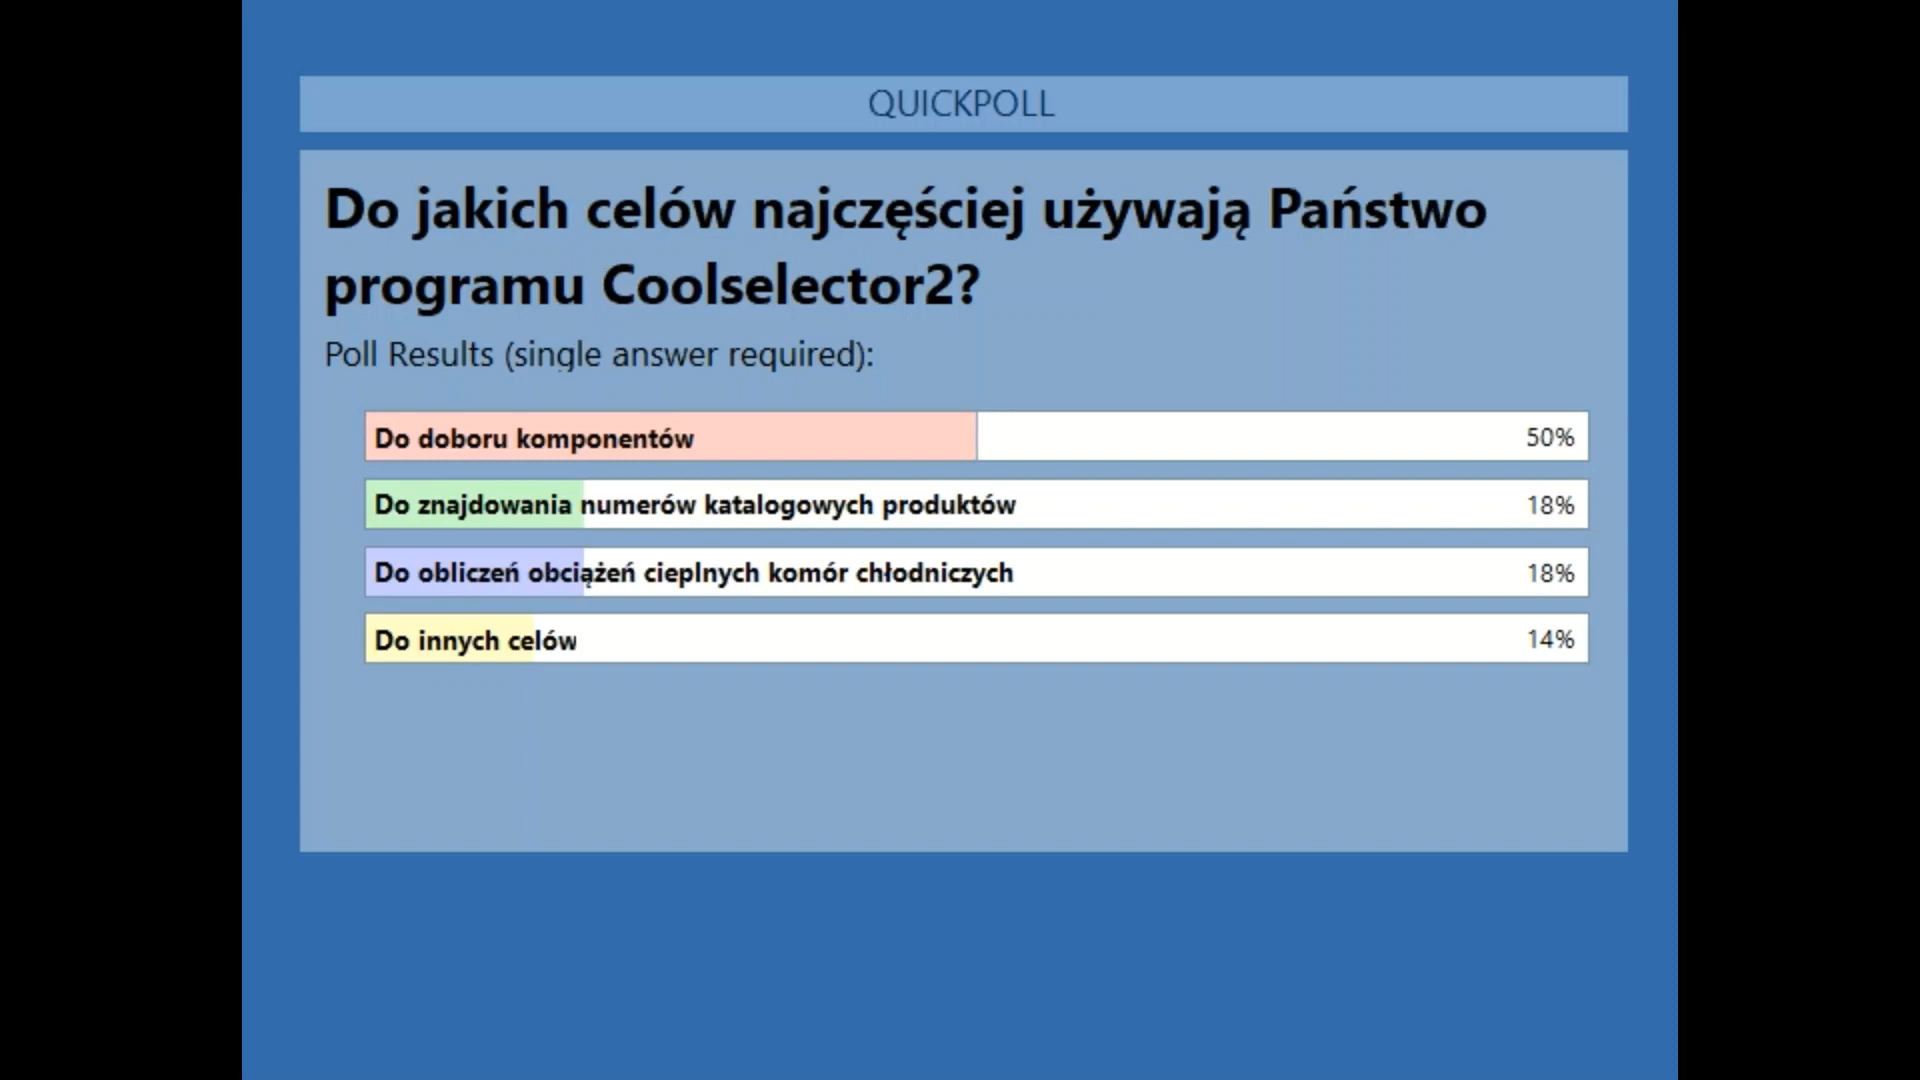 QUICKPOLL
Do jakich celów najczęściej używają Państwo
programu Coolselector2?
Poll Results (single answer required):
Do doboru komponentów 50%
Do znajdowania numerów katalogowych produktów 18%
Do obliczeń obciążeń cieplnych komór chłodniczych 18%
Do innych celów 14%